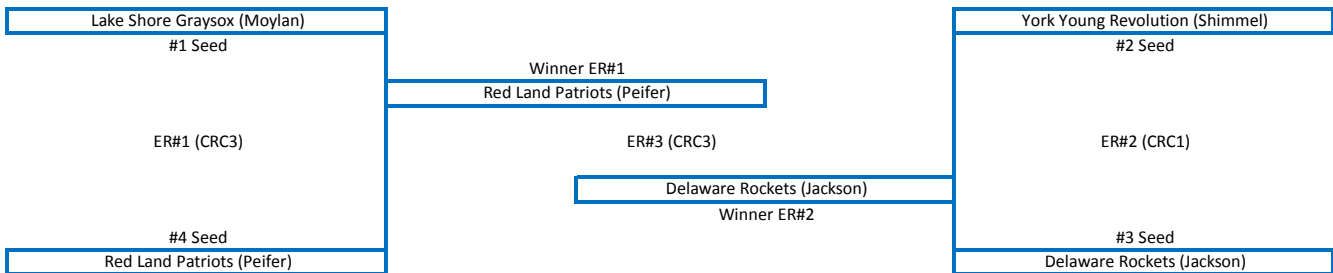 Lake Shore Graysox (Moylan)
#1 Seed
York Young Revolution (Shimmel)
#2 Seed
Winner ER#1
Red Land Patriots (Peifer)
ER#1 (CRC3)
ER#3 (CRC3)
ER#2 (CRC1)
Delaware Rockets (Jackson)
Winner ER#2
#4 Seed
Red Land Patriots (Peifer)
#3 Seed
Delaware Rockets (Jackson)